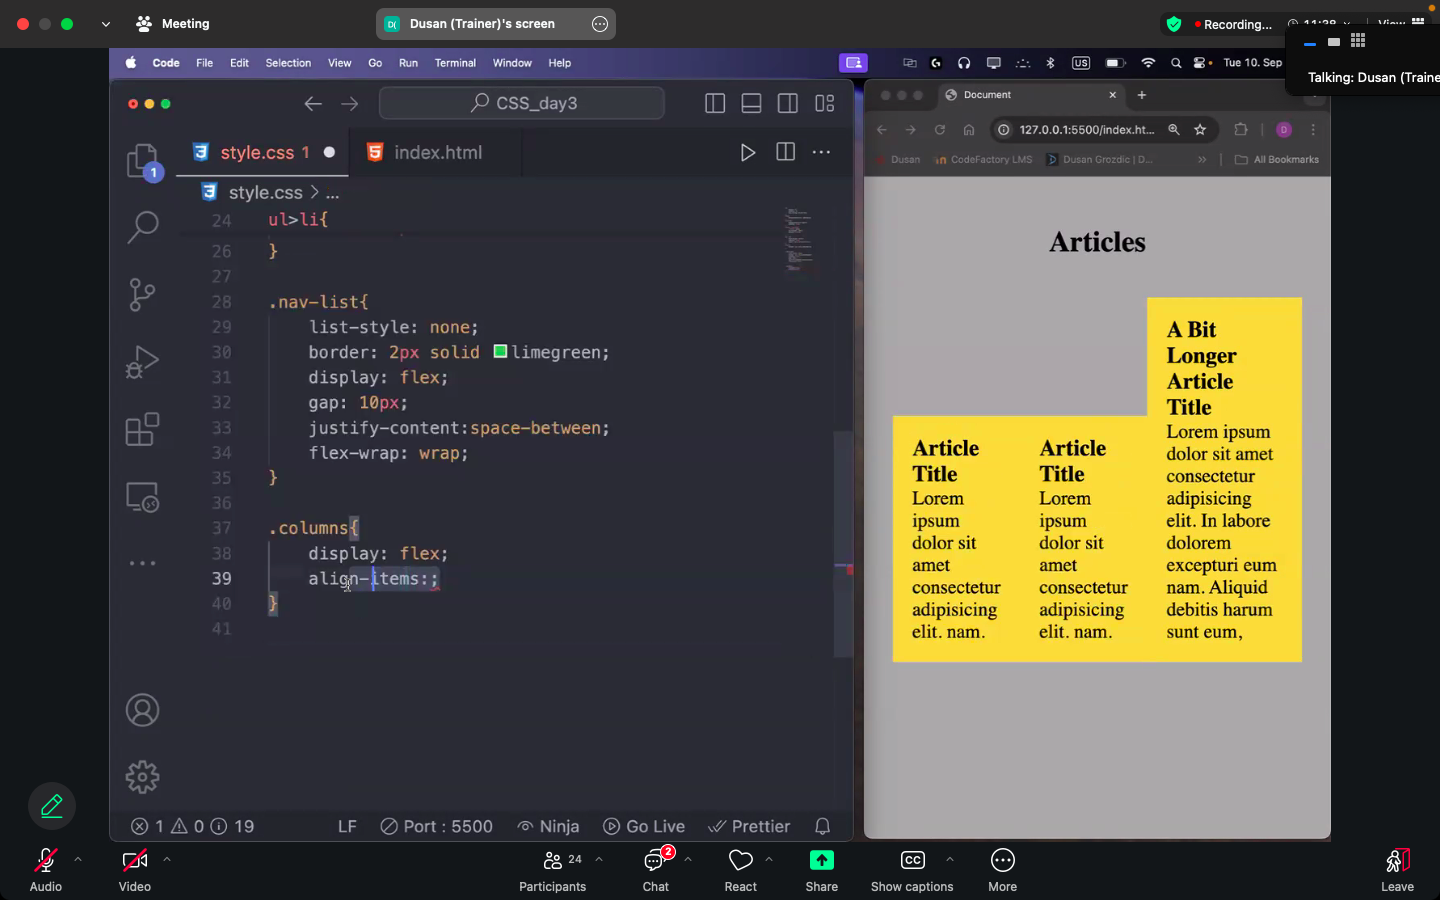 Meeting
D( Dusan (Trainer)'s screen
Recording...
View
Talking: Dusan (Traine
Code File Edit Selection View Go Run Terminal Window Help
US
Tue 10. Sep
CSS_day3
Document
127.0.0.1:5500/index.ht...
D
Dusan
CodeFactory LMS
Dusan Grozdic | D...
All Bookmarks
style.css 1
index.html
1
style.css > ...
24 ul>li{
26 }
27
28 .nav-list{
29 list-style: none;
30 border: 2px solid limegreen;
31 display: flex;
32 gap: 10px;
33 justify-content:space-between;
34 flex-wrap: wrap;
35 }
36
37 .columns{
38 display: flex;
39 align-items:;
40 }
41
Articles
Article
Title
Lorem
ipsum
dolor sit
amet
consectetur
adipisicing
elit. nam.
Article
Title
Lorem
ipsum
dolor sit
amet
consectetur
adipisicing
elit. nam.
A Bit
Longer
Article
Title
Lorem ipsum
dolor sit amet
consectetur
adipisicing
elit. In labore
dolorem
excepturi eum
nam. Aliquid
debitis harum
sunt eum,
1 0 19
LF
Port : 5500
Ninja
Go Live
Prettier
Audio
Video
24
Participants
2
Chat
React
Share
CC
Show captions
More
Leave